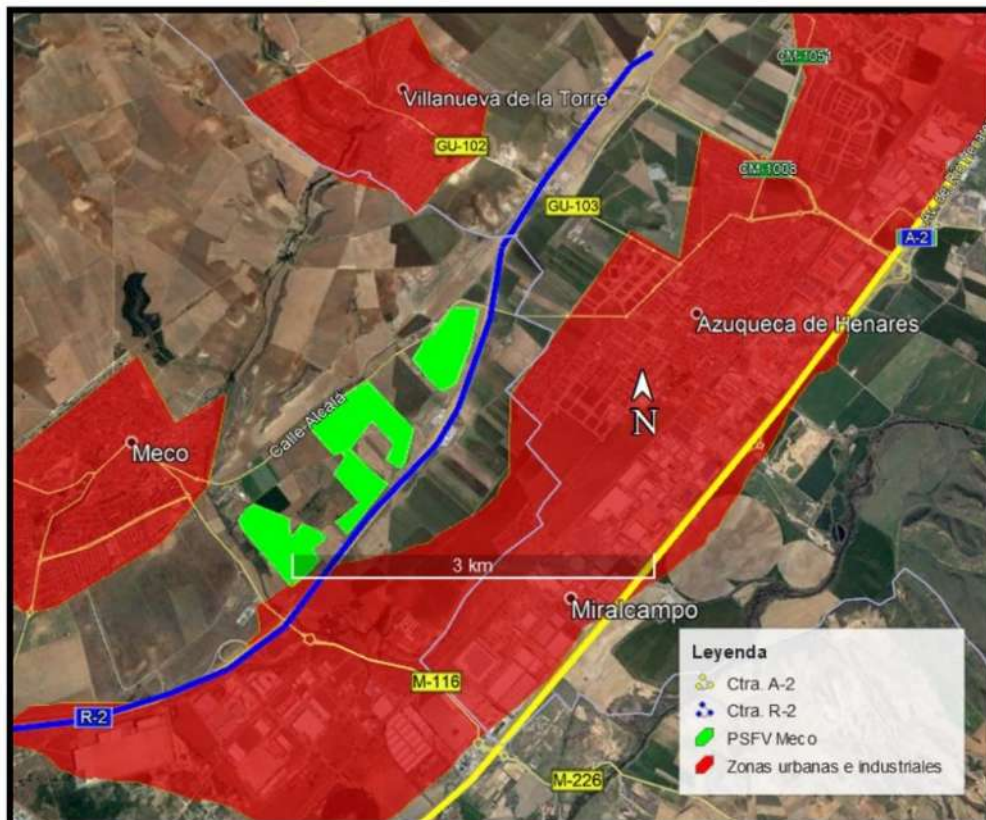 CM-1051
Villanueva de la Torre
GU-102
CM-1008
GU-103
A-2
Azuqueca de Henares
N
Calle-Alcalá
Meco
3 km
Miralcampo
M-116
R-2
M-226
Leyenda
Ctra. A-2
Ctra. R-2
PSFV Meco
Zonas urbanas e industriales